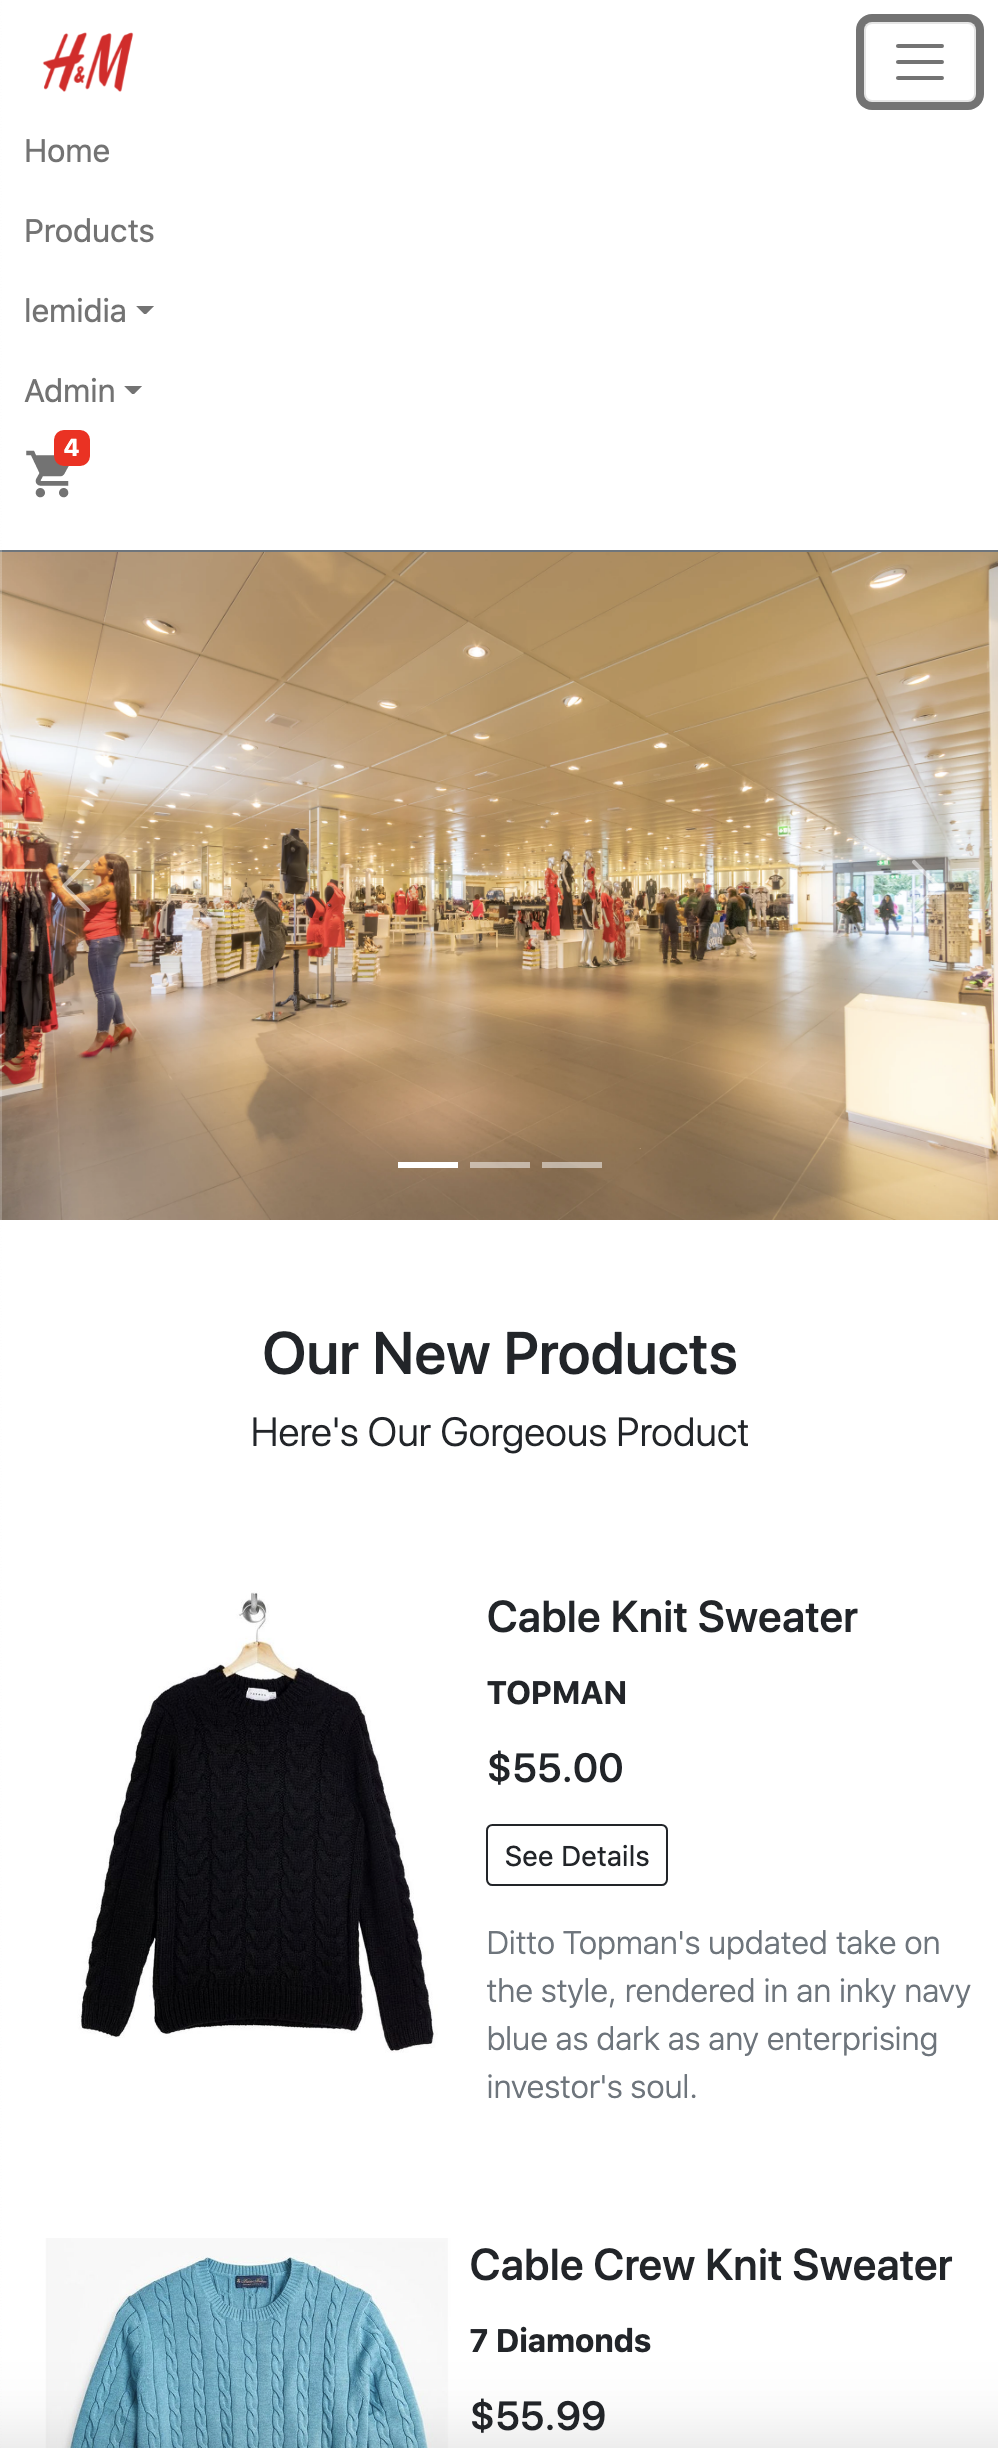 H&M
Home
Products
lemidia
Admin
4
Our New Products
Here's Our Gorgeous Product
Cable Knit Sweater
TOPMAN
$55.00
See Details
Ditto Topman's updated take on
the style, rendered in an inky navy
blue as dark as any enterprising
investor's soul.
Cable Crew Knit Sweater
7 Diamonds
$55.99